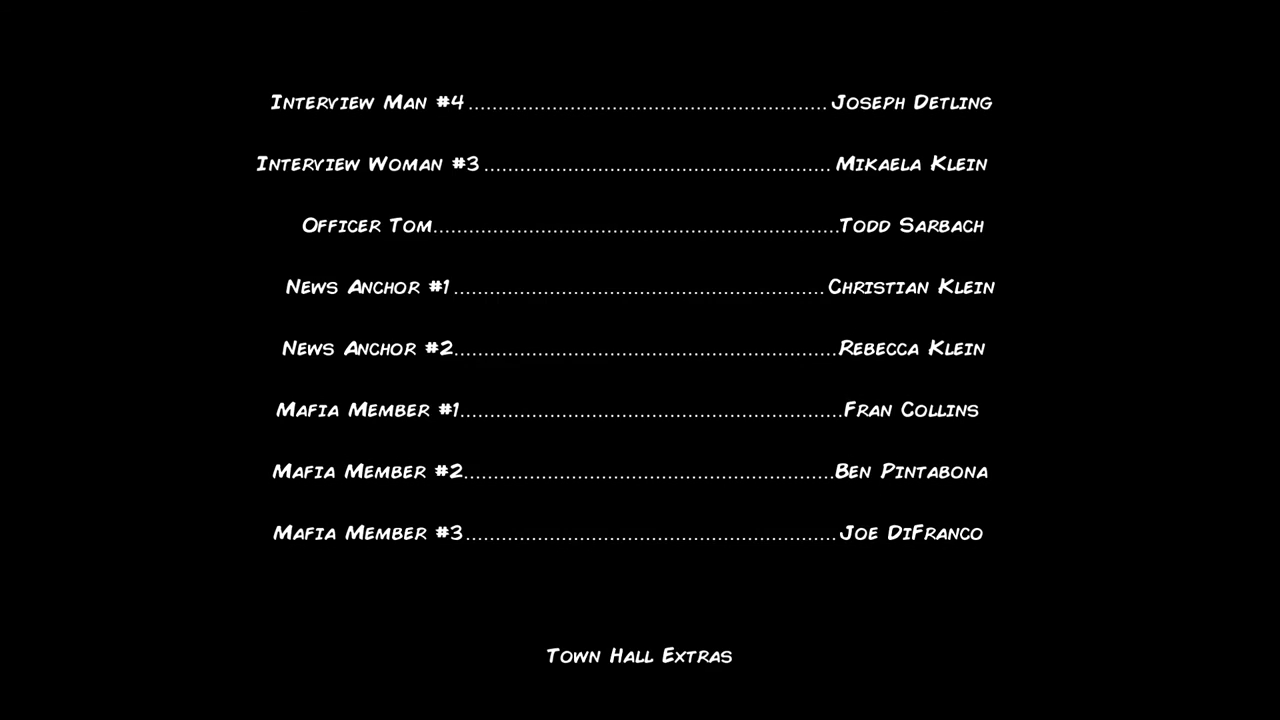 Interview Man #4............................................................Joseph Detling
Interview Woman #3..........................................................Mikaela Klein
Officer Tom....................................................................Todd Sarbach
News Anchor #1..............................................................Christian Klein
News Anchor #2................................................................Rebecca Klein
Mafia Member #1................................................................Fran Collins
Mafia Member #2..............................................................Ben Pintabona
Mafia Member #3..............................................................Joe DiFranco
Town Hall Extras